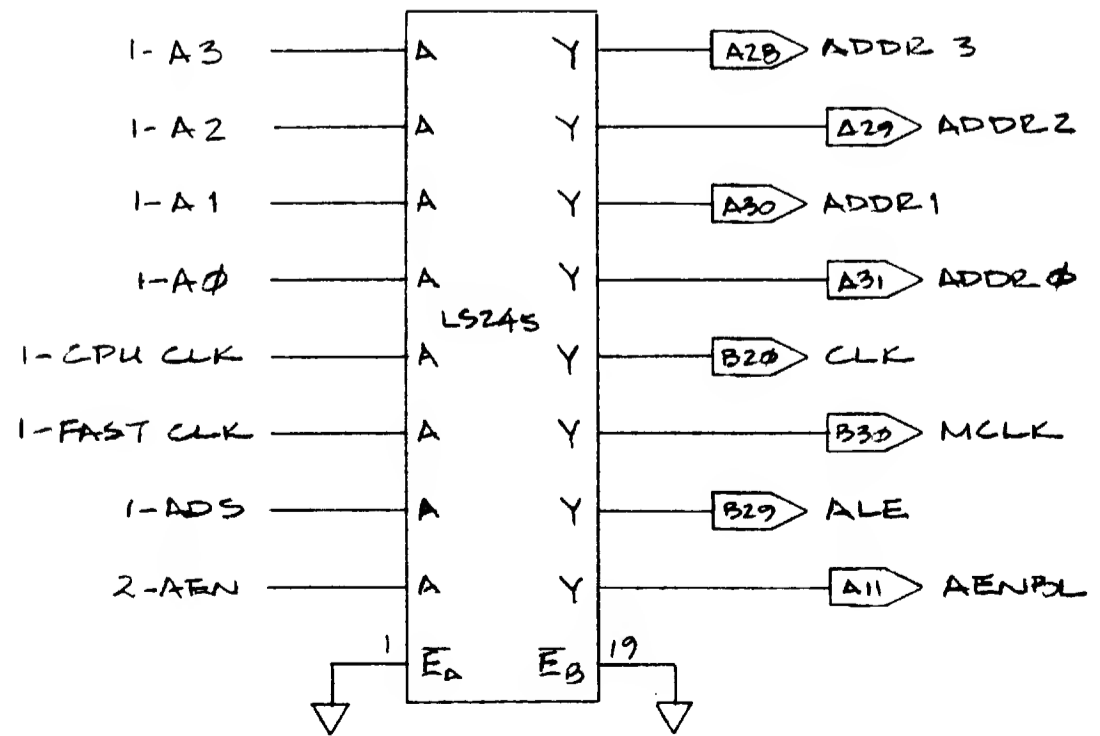 1-A3 A Y A28 ADDR 3
1-A2 A Y A29 ADDR2
1-A1 A Y A30 ADDR1
1-AØ A Y A31 ADDR Ø
LS245
1-CPU CLK A Y B2Ø CLK
1-FAST CLK A Y B3Ø MCLK
1-ADS A Y B29 ALE
2-AEN A Y A11 AENBL
1 E̅A E̅B 19